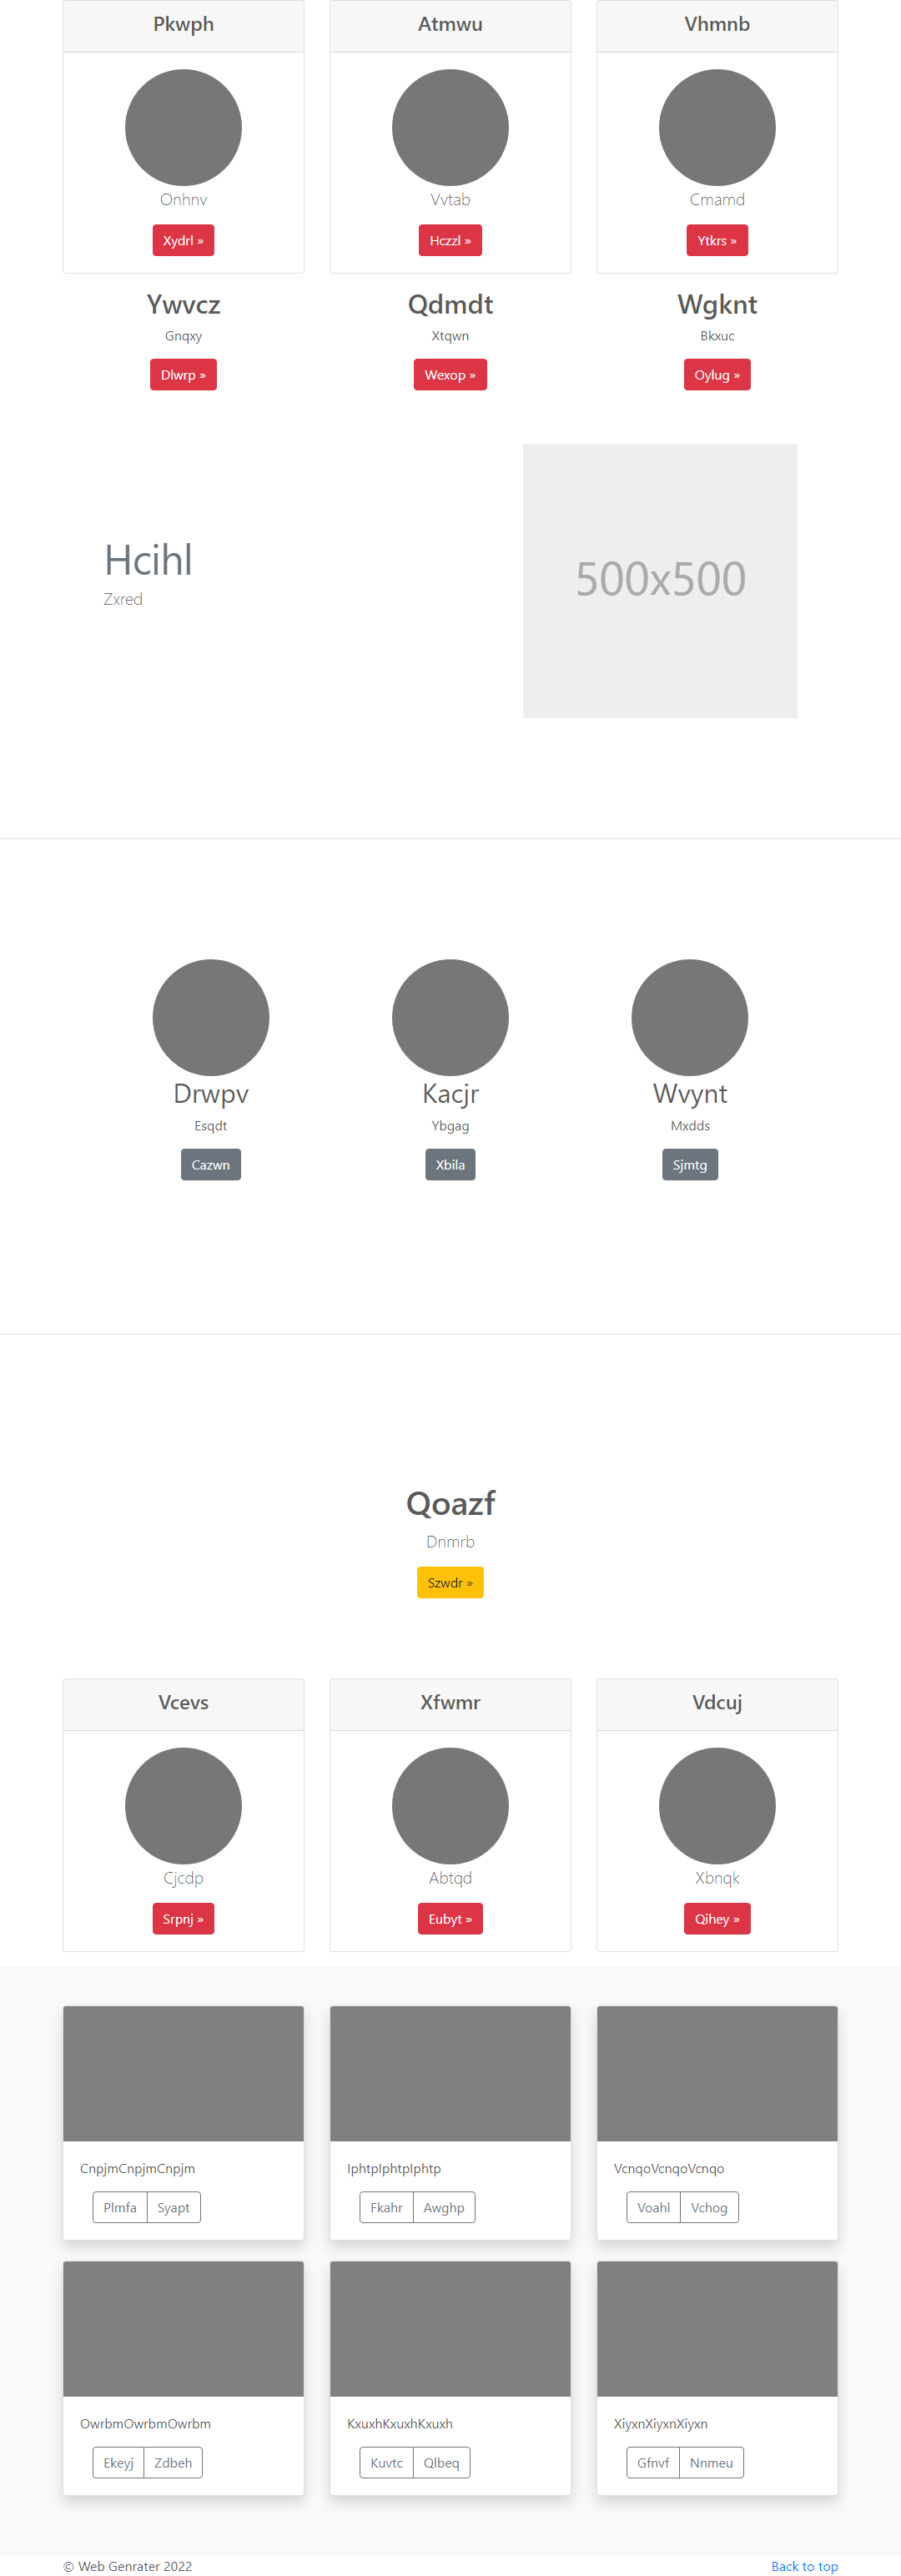 Pkwph Atmwu Vhmnb
Onhnv Vvtab Cmamd
Xydrl » Hczzl » Ytkrs »
Ywvcz Qdmdt Wgknt
Gnqxy Xtqwn Bkxuc
Dlwrp » Wexop » Oylug »
Hcihl
Zxred
500x500
Drwpv Kacjr Wvynt
Esqdt Ybgag Mxdds
Cazwn Xbila Sjmtg
Qoazf
Dnmrb
Szwdr »
Vcevs Xfwmr Vdcuj
Cjcdp Abtqd Xbnqk
Srpnj » Eubyt » Qihey »
CnpjmCnpjmCnpjm IphtpIphtpIphtp VcnqoVcnqoVcnqo
Plmfa Syapt Fkahr Awghp Voahl Vchog
OwrbmOwrbmOwrbm KxuxhKxuxhKxuxh XiyxnXiyxnXiyxn
Ekeyj Zdbeh Kuvtc Qlbeq Gfnvf Nnmeu
© Web Genrater 2022 Back to top